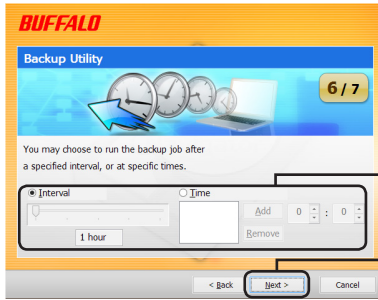 BUFFALO
Backup Utility
6 / 7
You may choose to run the backup job after
a specified interval, or at specific times.
Interval
Time
Add
0 : 0
1 hour
Remove
< Back
Next >
Cancel